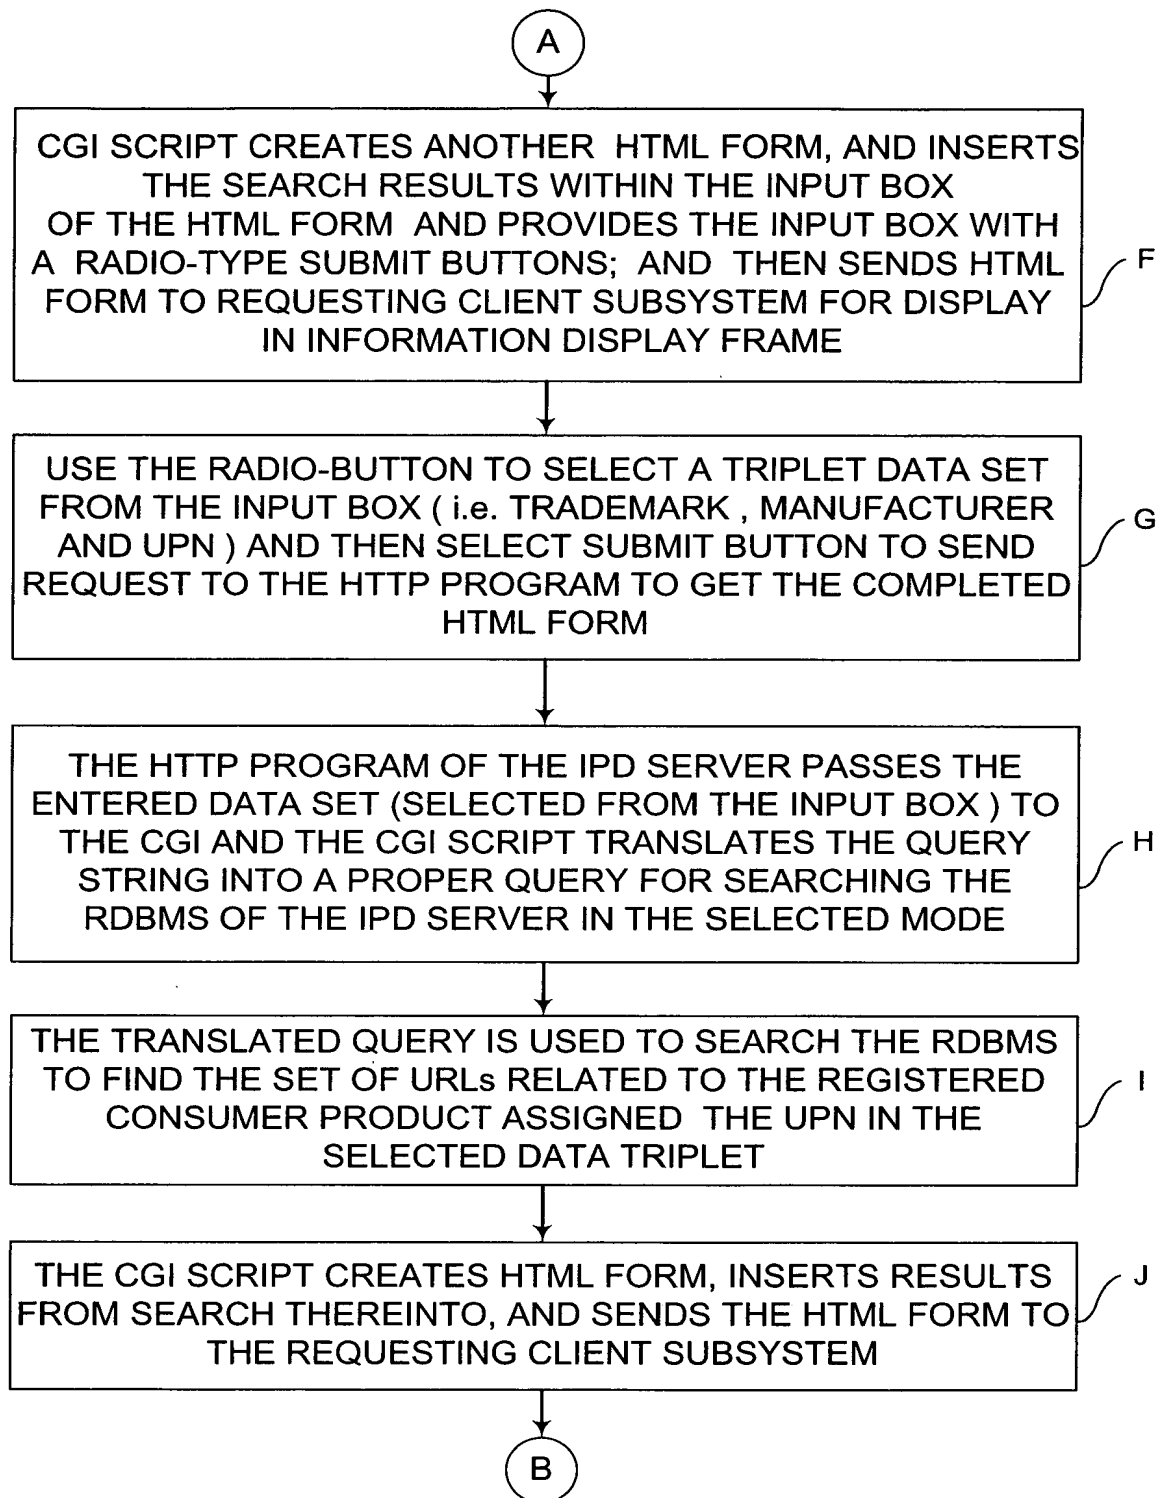 A
CGI SCRIPT CREATES ANOTHER HTML FORM, AND INSERTS
THE SEARCH RESULTS WITHIN THE INPUT BOX
OF THE HTML FORM AND PROVIDES THE INPUT BOX WITH
A RADIO-TYPE SUBMIT BUTTONS; AND THEN SENDS HTML
FORM TO REQUESTING CLIENT SUBSYSTEM FOR DISPLAY
IN INFORMATION DISPLAY FRAME
F
USE THE RADIO-BUTTON TO SELECT A TRIPLET DATA SET
FROM THE INPUT BOX ( i.e. TRADEMARK , MANUFACTURER
AND UPN ) AND THEN SELECT SUBMIT BUTTON TO SEND
REQUEST TO THE HTTP PROGRAM TO GET THE COMPLETED
HTML FORM
G
THE HTTP PROGRAM OF THE IPD SERVER PASSES THE
ENTERED DATA SET (SELECTED FROM THE INPUT BOX ) TO
THE CGI AND THE CGI SCRIPT TRANSLATES THE QUERY
STRING INTO A PROPER QUERY FOR SEARCHING THE
RDBMS OF THE IPD SERVER IN THE SELECTED MODE
H
THE TRANSLATED QUERY IS USED TO SEARCH THE RDBMS
TO FIND THE SET OF URLs RELATED TO THE REGISTERED
CONSUMER PRODUCT ASSIGNED THE UPN IN THE
SELECTED DATA TRIPLET
I
THE CGI SCRIPT CREATES HTML FORM, INSERTS RESULTS
FROM SEARCH THEREINTO, AND SENDS THE HTML FORM TO
THE REQUESTING CLIENT SUBSYSTEM
J
B